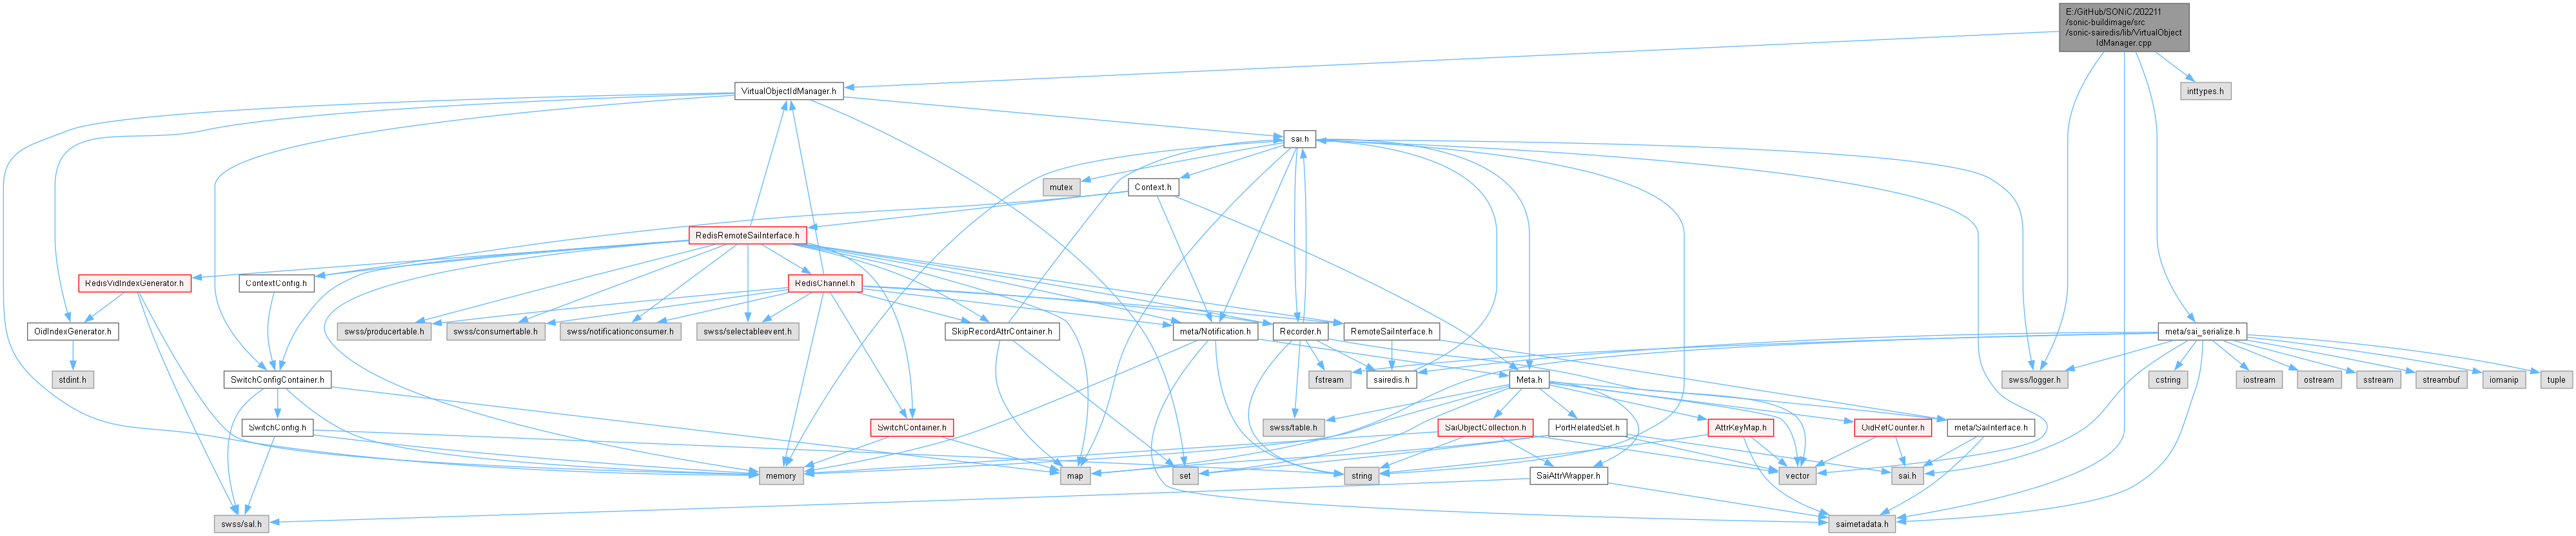 E:/GitHub/SONiC/202211
/sonic-buildimage/src
/sonic-sairedis/lib/VirtualObject
IdManager.cpp
VirtualObjectIdManager.h
inttypes.h
sai.h
mutex
Context.h
RedisRemoteSaiInterface.h
RedisVidIndexGenerator.h
ContextConfig.h
RedisChannel.h
OidIndexGenerator.h
swss/producertable.h
swss/consumertable.h
swss/notificationconsumer.h
swss/selectableevent.h
SkipRecordAttrContainer.h
meta/Notification.h
Recorder.h
RemoteSaiInterface.h
meta/sai_serialize.h
stdint.h
SwitchConfigContainer.h
fstream
sairedis.h
Meta.h
swss/logger.h
cstring
iostream
ostream
sstream
streambuf
iomanip
tuple
SwitchConfig.h
SwitchContainer.h
swss/table.h
SaiObjectCollection.h
PortRelatedSet.h
AttrKeyMap.h
OidRefCounter.h
meta/SaiInterface.h
memory
map
set
string
SaiAttrWrapper.h
vector
sai.h
swss/sal.h
saimetadata.h